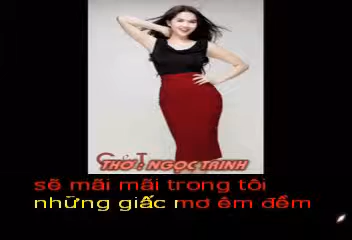 THƠ : NGỌC TRINH
sẽ mãi mãi trong tôi
những giấc mơ êm đềm